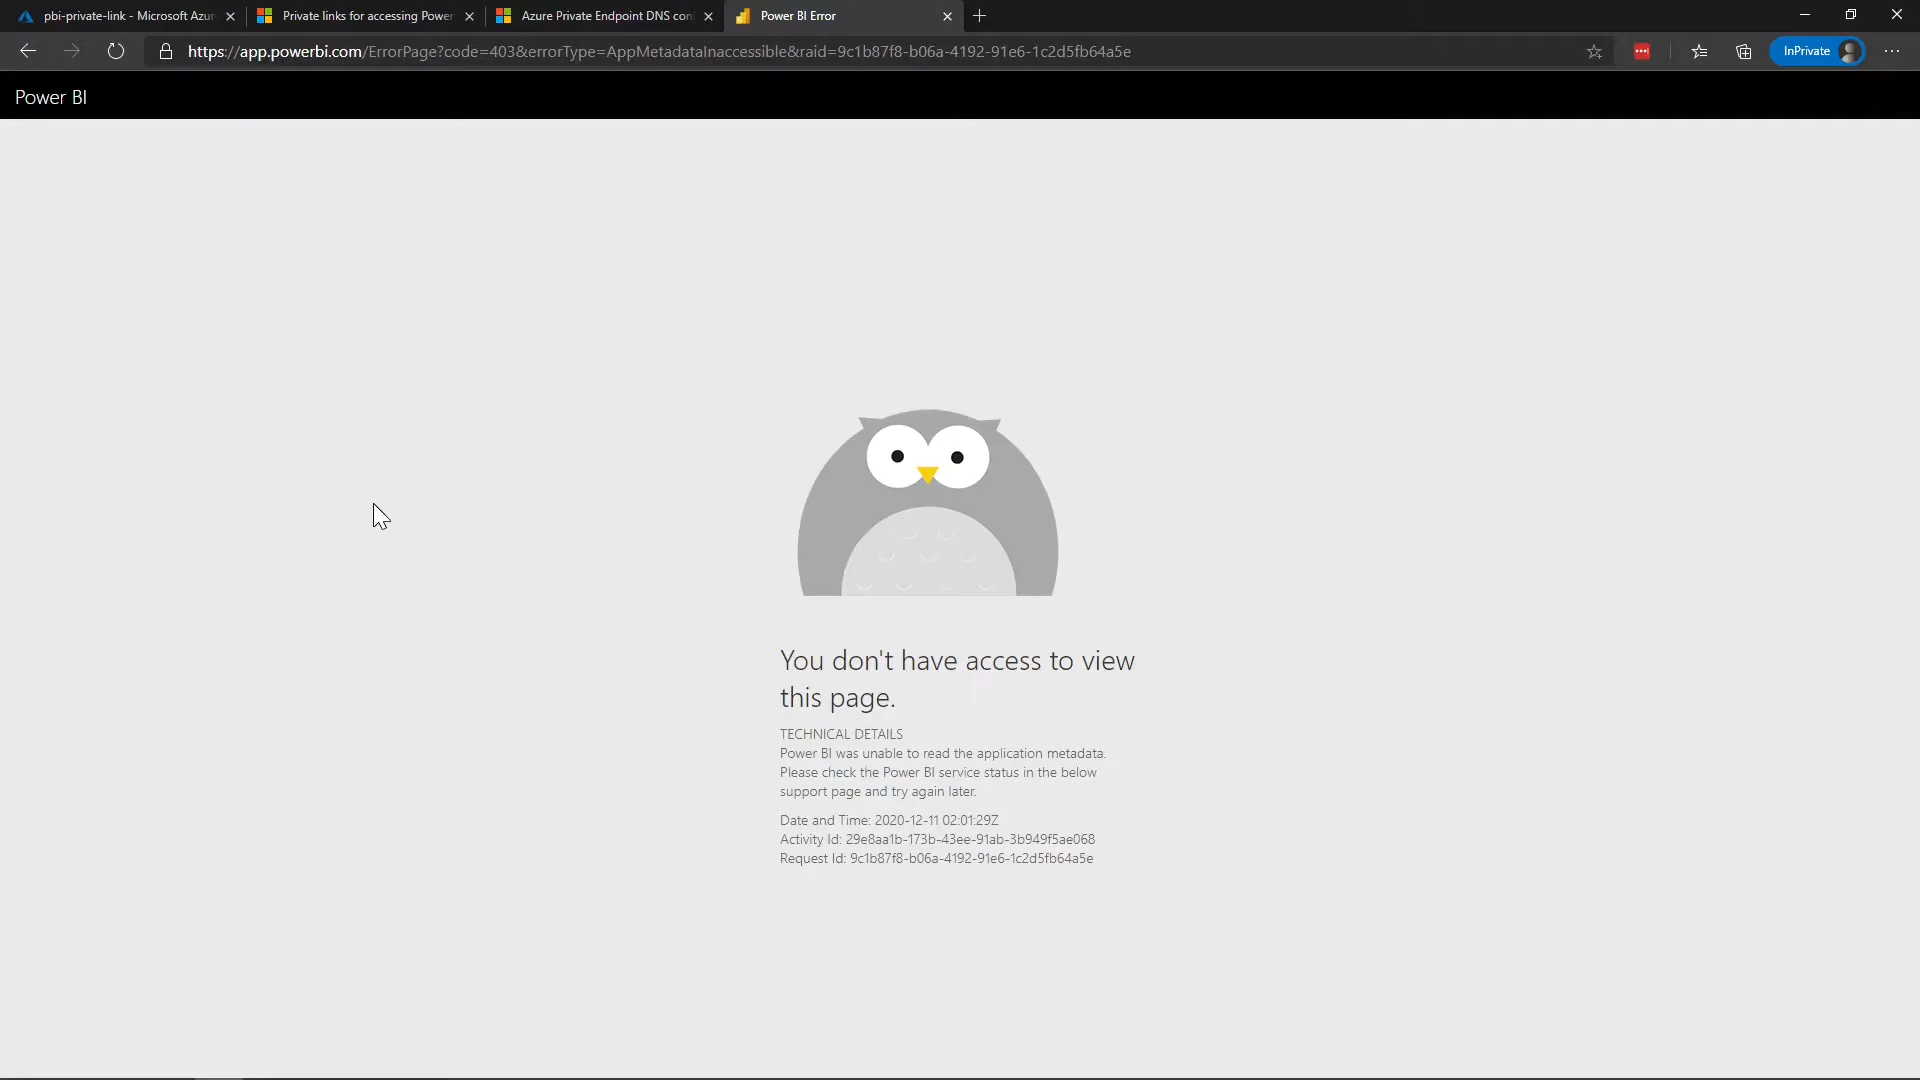 pbi-private-link - Microsoft Azur
Private links for accessing Power
Azure Private Endpoint DNS con
Power BI Error
https://app.powerbi.com/ErrorPage?code=403&errorType=AppMetadataInaccessible&raid=9c1b87f8-b06a-4192-91e6-1c2d5fb64a5e
InPrivate
Power BI
You don't have access to view
this page.
TECHNICAL DETAILS
Power BI was unable to read the application metadata.
Please check the Power BI service status in the below
support page and try again later.
Date and Time: 2020-12-11 02:01:29Z
Activity Id: 29e8aa1b-173b-43ee-91ab-3b949f5ae068
Request Id: 9c1b87f8-b06a-4192-91e6-1c2d5fb64a5e